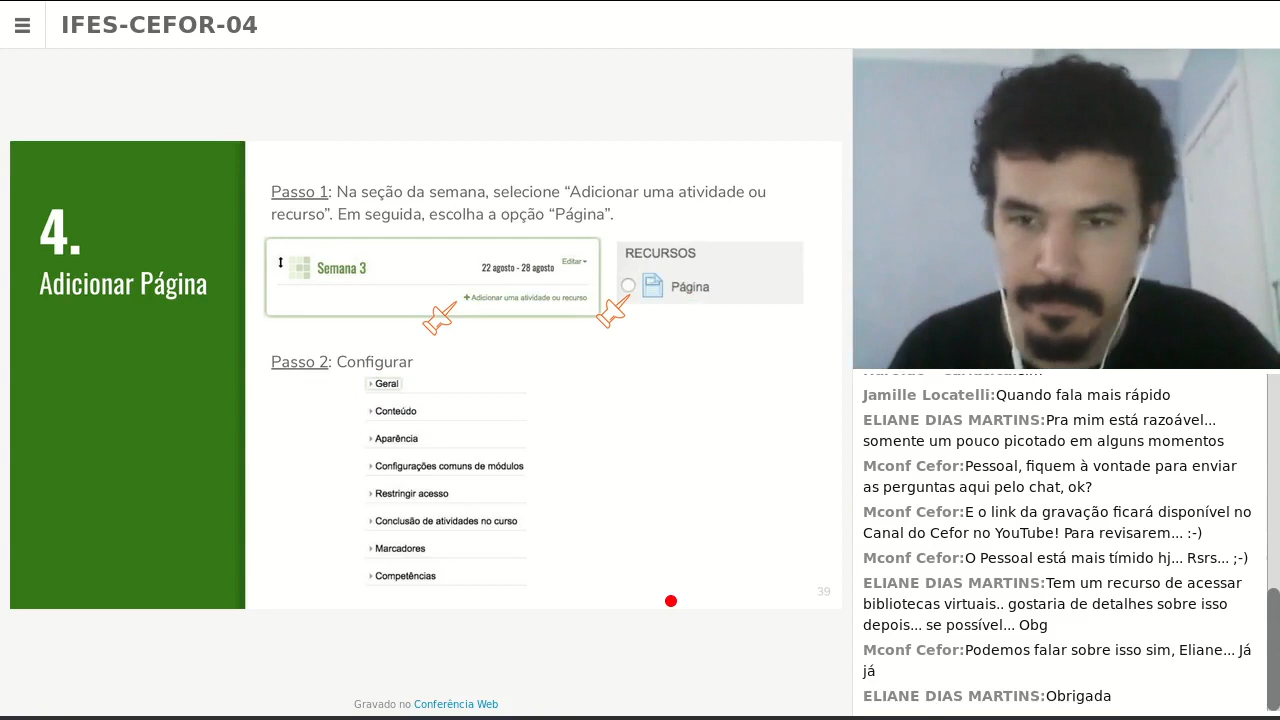 IFES-CEFOR-04
4.
Adicionar Página
Passo 1: Na seção da semana, selecione “Adicionar uma atividade ou
recurso”. Em seguida, escolha a opção “Página”.
Semana 3
22 agosto - 28 agosto
Editar
+ Adicionar uma atividade ou recurso
RECURSOS
Página
Passo 2: Configurar
Geral
Conteúdo
Aparência
Configurações comuns de módulos
Restringir acesso
Conclusão de atividades no curso
Marcadores
Competências
39
Gravado no Conferência Web
Jamille Locatelli:Quando fala mais rápido
ELIANE DIAS MARTINS:Pra mim está razoável...
somente um pouco picotado em alguns momentos
Mconf Cefor:Pessoal, fiquem à vontade para enviar
as perguntas aqui pelo chat, ok?
Mconf Cefor:E o link da gravação ficará disponível no
Canal do Cefor no YouTube! Para revisarem... :-)
Mconf Cefor:O Pessoal está mais tímido hj... Rsrs... ;-)
ELIANE DIAS MARTINS:Tem um recurso de acessar
bibliotecas virtuais.. gostaria de detalhes sobre isso
depois... se possível... Obg
Mconf Cefor:Podemos falar sobre isso sim, Eliane... Já
já
ELIANE DIAS MARTINS:Obrigada